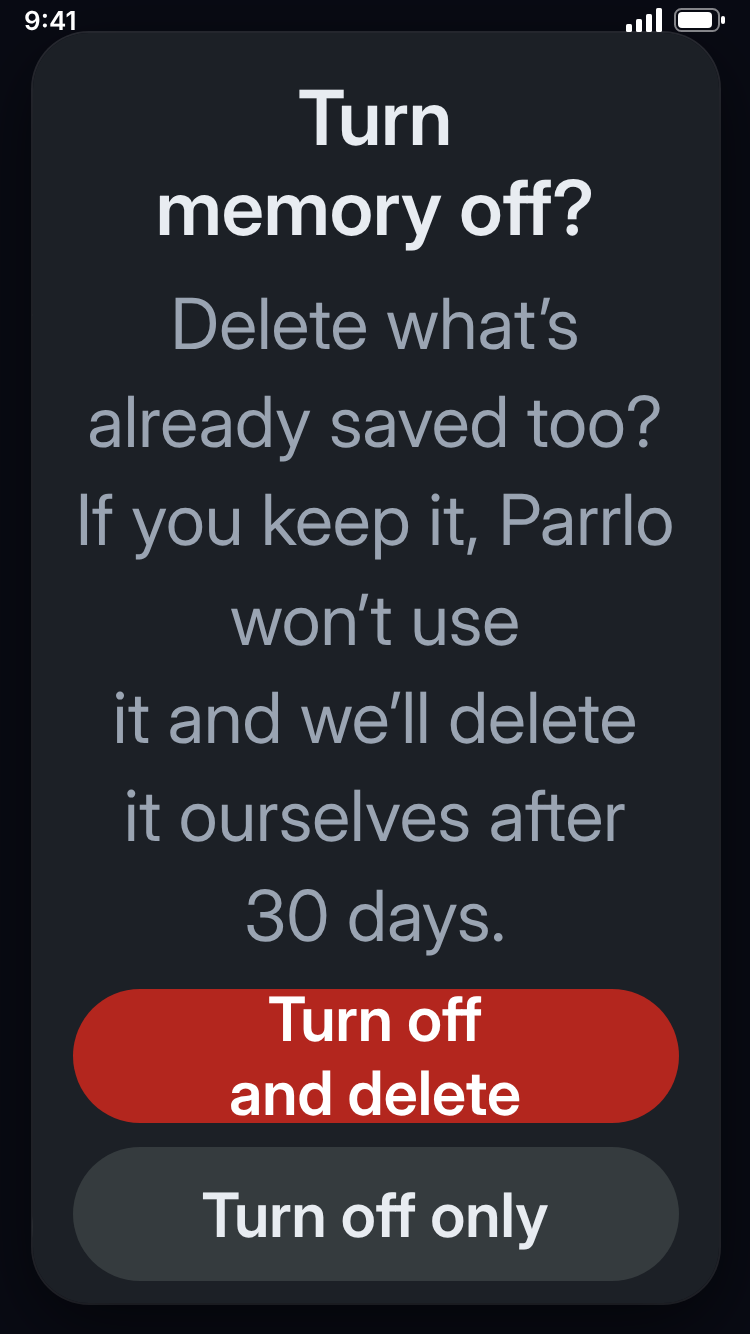 9:41
Turn
memory off?
Delete what’s
already saved too?
If you keep it, Parrlo
won’t use
it and we’ll delete
it ourselves after
30 days.
Turn off
and delete
Turn off only